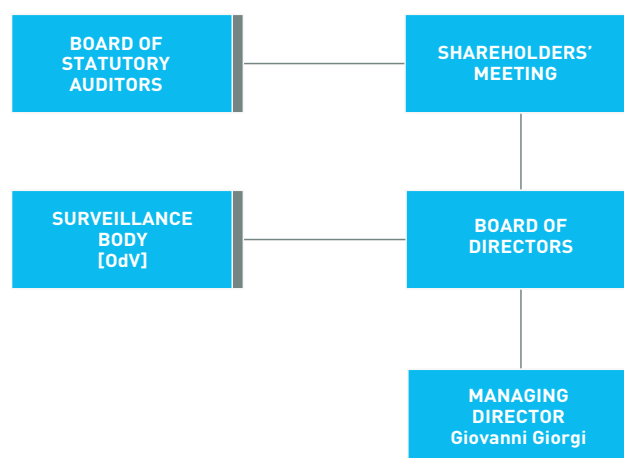 BOARD OF
STATUTORY
AUDITORS
SHAREHOLDERS’
MEETING
SURVEILLANCE
BODY
[OdV]
BOARD OF
DIRECTORS
MANAGING
DIRECTOR
Giovanni Giorgi